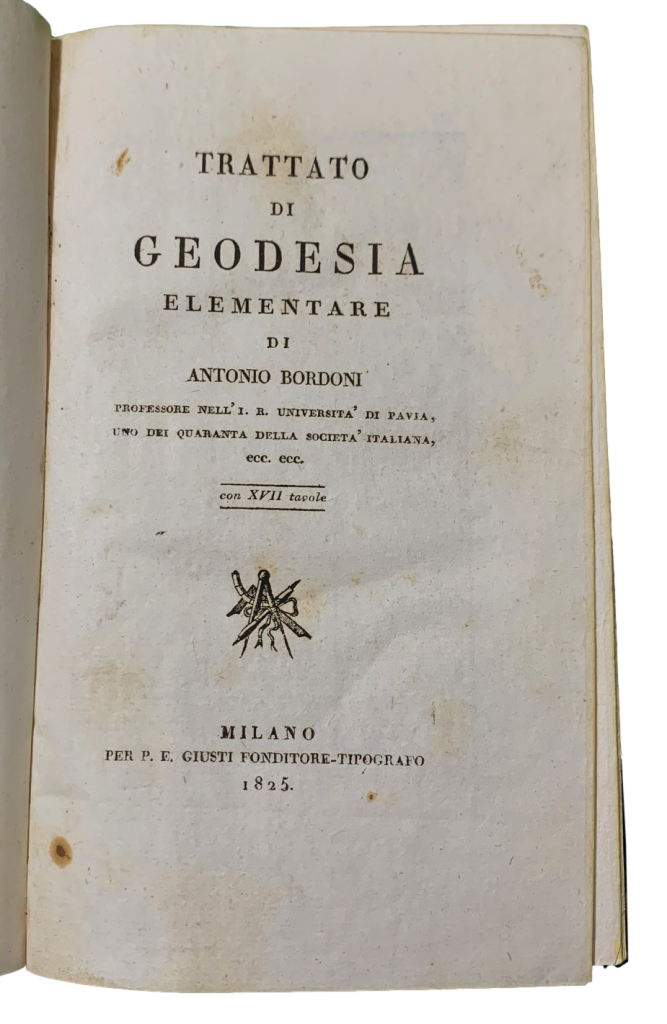 TRATTATO
DI
GEODESIA
ELEMENTARE
DI
ANTONIO BORDONI
PROFESSORE NELL' I. R. UNIVERSITA' DI PAVIA,
UNO DEI QUARANTA DELLA SOCIETA' ITALIANA,
ecc. ecc.
con XVII tavole
MILANO
PER P. E. GIUSTI FONDITORE-TIPOGRAFO
1825.